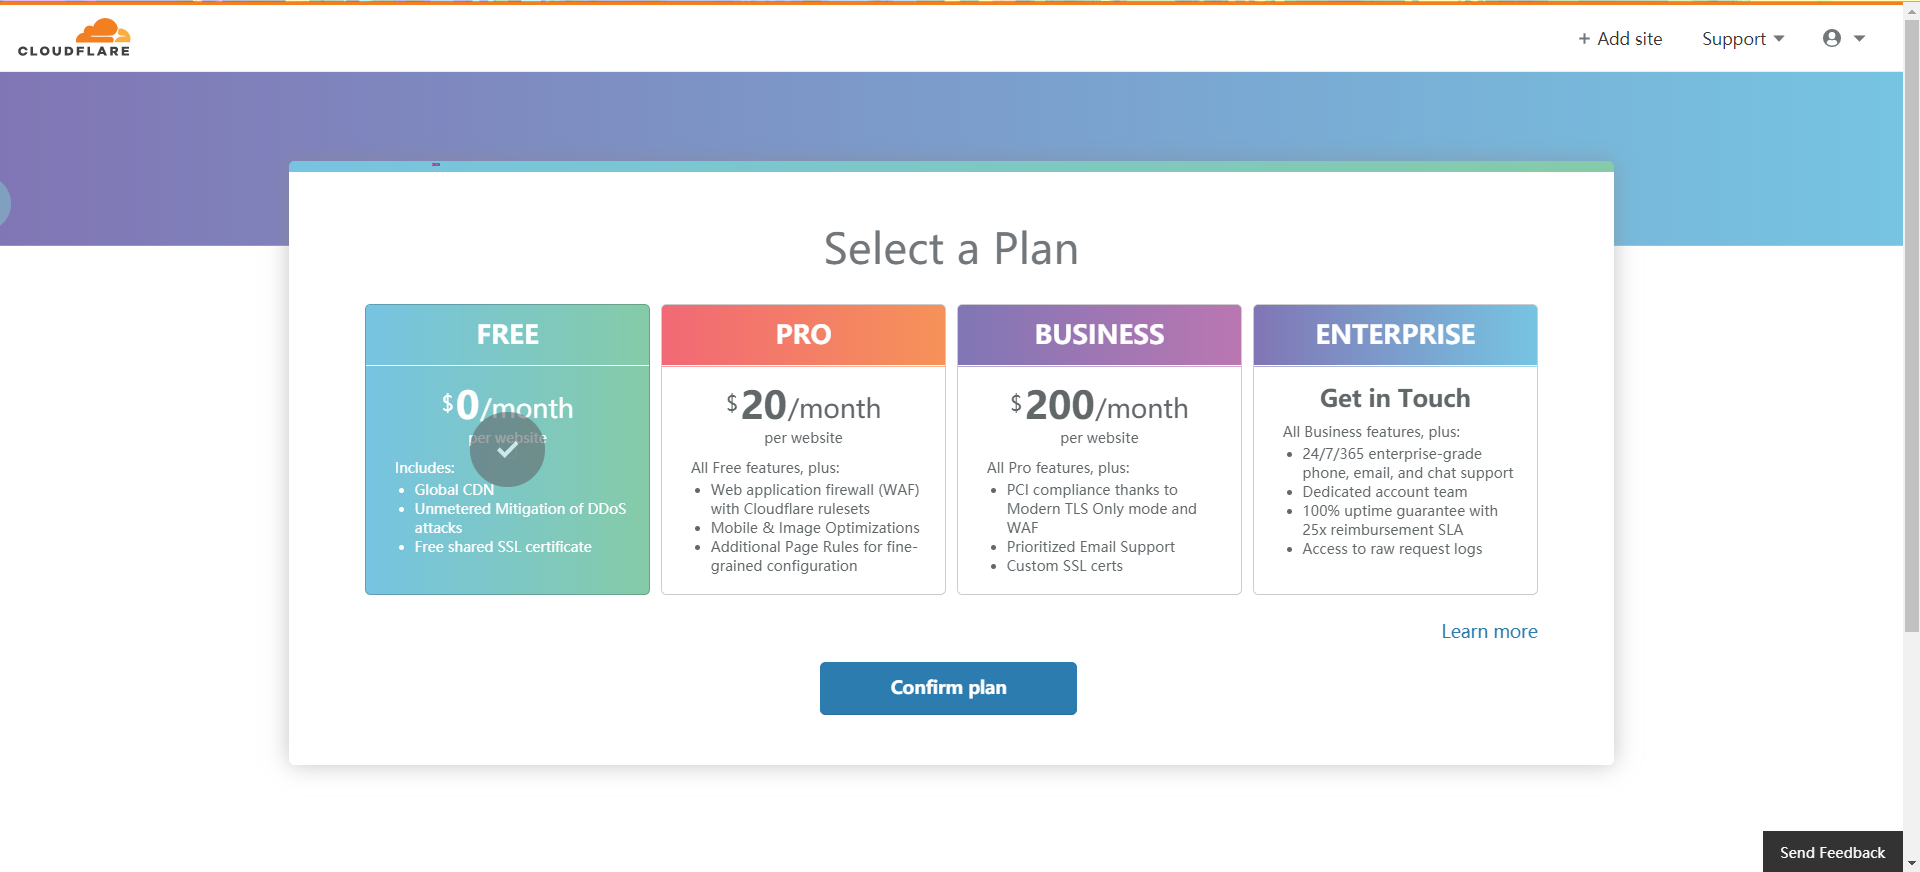 CLOUDFLARE
+ Add site
Support
Select a Plan
FREE
$0/month
per website
Includes:
• Global CDN
• Unmetered Mitigation of DDoS
attacks
• Free shared SSL certificate
PRO
$20/month
per website
All Free features, plus:
• Web application firewall (WAF)
with Cloudflare rulesets
• Mobile & Image Optimizations
• Additional Page Rules for fine-
grained configuration
BUSINESS
$200/month
per website
All Pro features, plus:
• PCI compliance thanks to
Modern TLS Only mode and
WAF
• Prioritized Email Support
• Custom SSL certs
ENTERPRISE
Get in Touch
All Business features, plus:
• 24/7/365 enterprise-grade
phone, email, and chat support
• Dedicated account team
• 100% uptime guarantee with
25x reimbursement SLA
• Access to raw request logs
Learn more
Confirm plan
Send Feedback